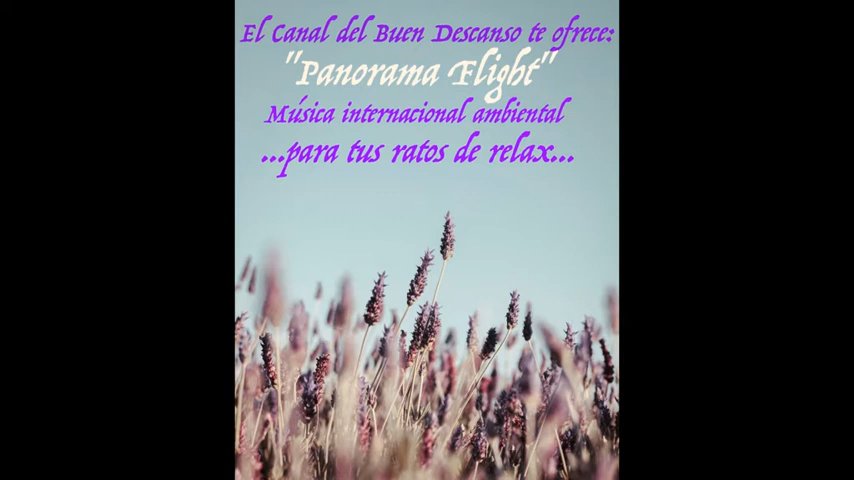 El Canal del Buen Descanso te ofrece:
"Panorama Flight"
Música internacional ambiental
...para tus ratos de relax...